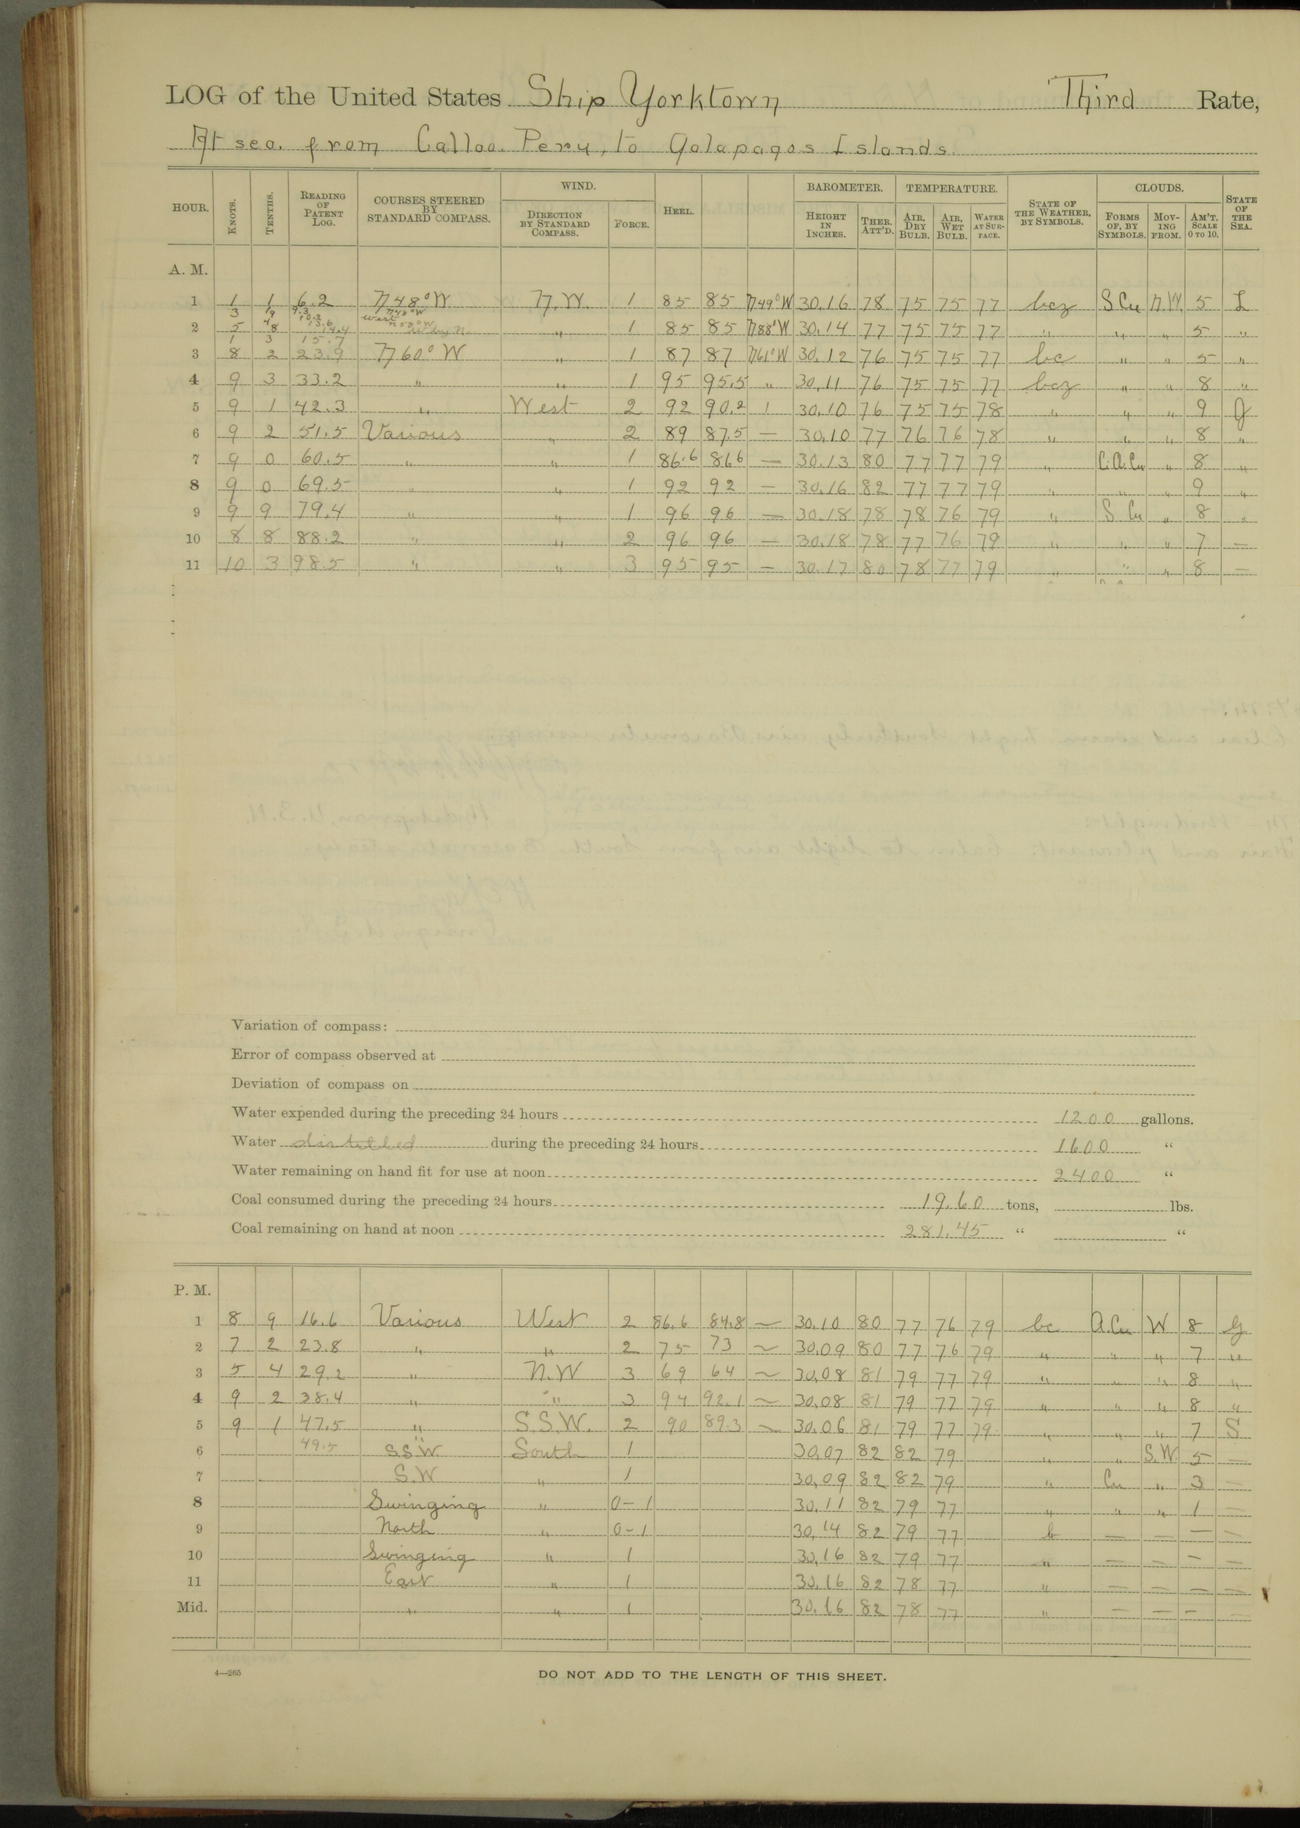 LOG of the United States Ship Yorktown Third Rate,
At sea from Callao Peru, to Galapagos Islands
HOUR. KNOTS. TENTHS. READING OF PATENT LOG. COURSES STEERED BY STANDARD COMPASS. WIND. DIRECTION BY STANDARD COMPASS. FORCE. HEEL. BAROMETER. HEIGHT IN INCHES. THER. ATT'D. TEMPERATURE. AIR, DRY BULB. AIR, WET BULB. WATER AT SURFACE. STATE OF THE WEATHER, BY SYMBOLS. CLOUDS. FORMS OF, BY SYMBOLS. MOVING FROM. AM'T. SCALE 0 TO 10. STATE OF THE SEA.
A. M.
1 1 1 6.2 N 48° W N.W. 1 85 85 N49°W 30.16 78 75 75 77 bcz S.Cu N.W. 5 L
2 5 8 14.4 " 1 85 85 N88°W 30.14 77 75 75 77 " " " 5 "
1 3 15.7
3 8 2 23.9 N 60° W " 1 87 87 N61°W 30.12 76 75 75 77 bc " " 5 "
4 9 3 33.2 " " 1 95 95.5 " 30.11 76 75 75 77 bcz " " 8 "
5 9 1 42.3 " West 2 92 90.2 1 30.10 76 75 75 78 " " " 9 G
6 9 2 51.5 Various " 2 89 87.5 — 30.10 77 76 76 78 " " " 8 "
7 9 0 60.5 " " 1 86.6 86.6 — 30.13 80 77 77 79 " C.A.Cu " 8 "
8 9 0 69.5 " " 1 92 92 — 30.16 82 77 77 79 " " " 9 "
9 9 9 79.4 " " 1 96 96 — 30.18 78 78 76 79 " S Cu " 8 "
10 8 8 88.2 " " 2 96 96 — 30.18 78 77 76 79 " " " 7 —
11 10 3 98.5 " " 3 95 95 — 30.17 80 78 77 79 " " " 8 —
Variation of compass:
Error of compass observed at
Deviation of compass on
Water expended during the preceding 24 hours 1200 gallons.
Water distilled during the preceding 24 hours 1600 "
Water remaining on hand fit for use at noon 2400 "
Coal consumed during the preceding 24 hours 19.60 tons, lbs.
Coal remaining on hand at noon 281.45 " "
P. M.
1 8 9 16.6 Various West 2 86.6 84.8 ~ 30.10 80 77 76 79 bc A.Cu W 8 G
2 7 2 23.8 " " 2 75 73 ~ 30.09 80 77 76 79 " " " 7 "
3 5 4 29.2 " N.W 3 69 64 ~ 30.08 81 79 77 79 " " " 8 "
4 9 2 38.4 " " 3 94 92.1 ~ 30.08 81 79 77 79 " " " 8 "
5 9 1 47.5 " S.S.W. 2 90 89.3 ~ 30.06 81 79 77 79 " " " 7 S
6 49.5 S.S.W South 1 30.07 82 82 79 " " S.W. 5 —
7 S.W " 1 30.09 82 82 79 " Cu " 3 —
8 Swinging " 0-1 30.11 82 79 77 " " " 1 —
9 North " 0-1 30.14 82 79 77 b — — — —
10 Swinging " 1 30.16 82 79 77 " — — — —
11 East " 1 30.16 82 78 77 " — — — —
Mid. " " 1 30.16 82 78 77 " — — — —
4—265 DO NOT ADD TO THE LENGTH OF THIS SHEET.